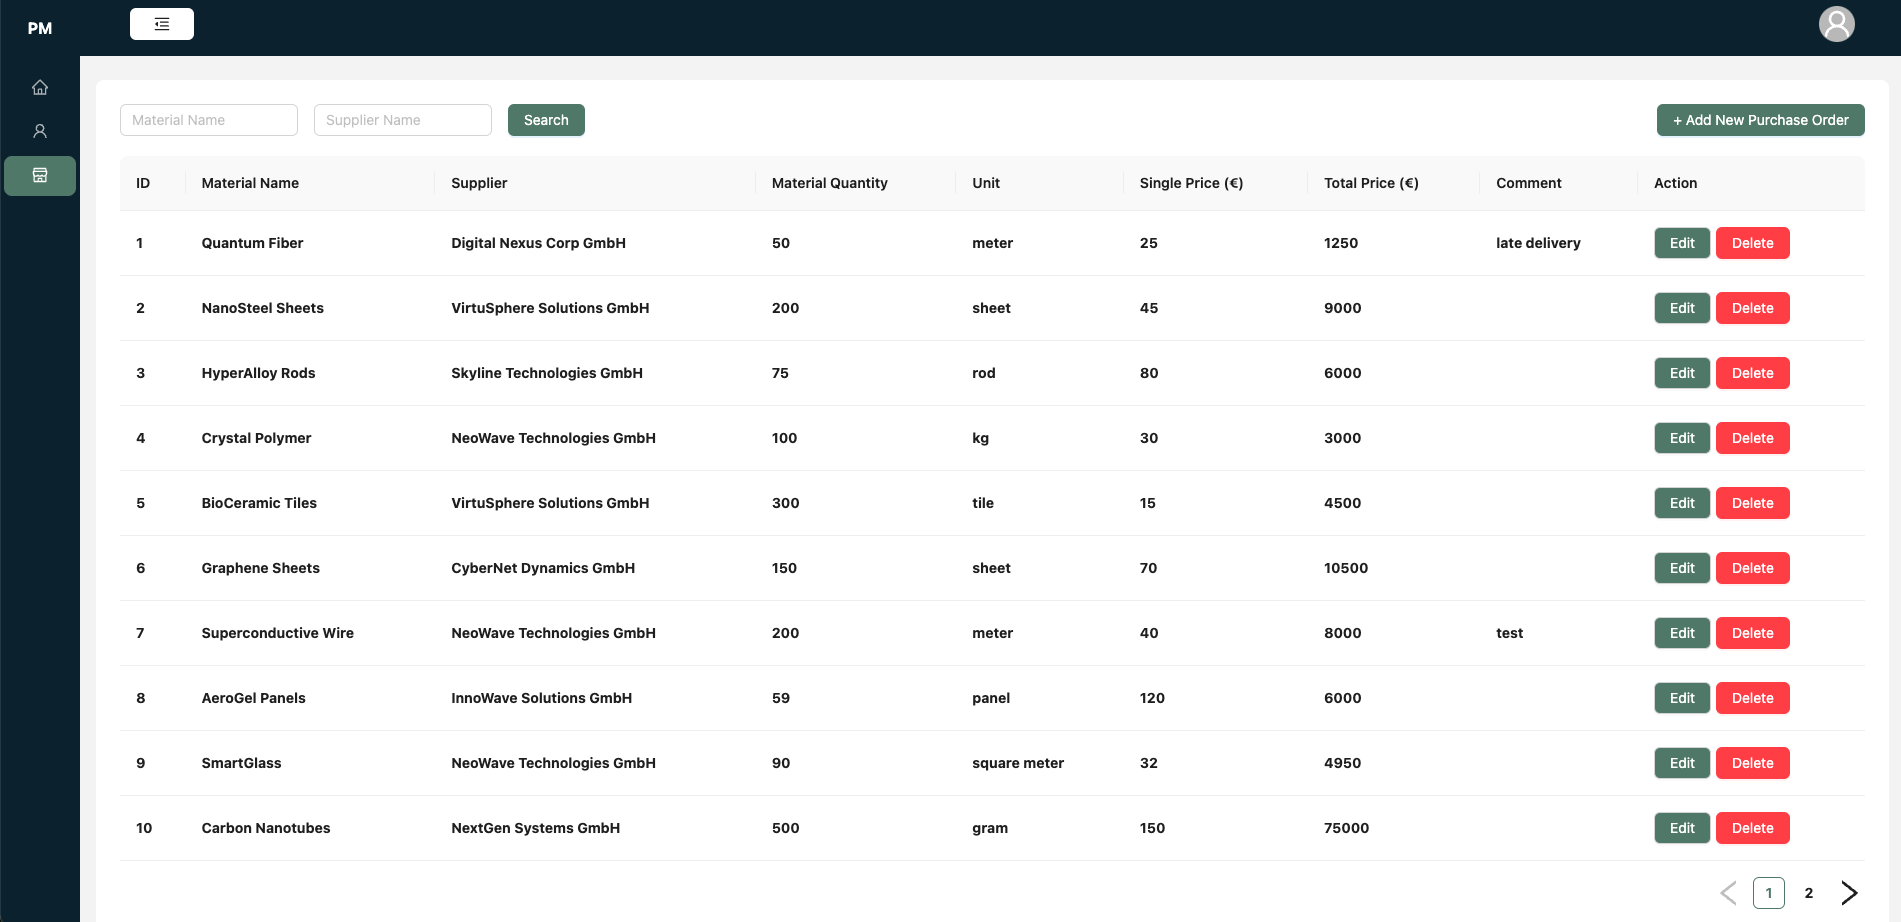 PM
Material Name Supplier Name Search + Add New Purchase Order
ID Material Name Supplier Material Quantity Unit Single Price (€) Total Price (€) Comment Action
1 Quantum Fiber Digital Nexus Corp GmbH 50 meter 25 1250 late delivery Edit Delete
2 NanoSteel Sheets VirtuSphere Solutions GmbH 200 sheet 45 9000 Edit Delete
3 HyperAlloy Rods Skyline Technologies GmbH 75 rod 80 6000 Edit Delete
4 Crystal Polymer NeoWave Technologies GmbH 100 kg 30 3000 Edit Delete
5 BioCeramic Tiles VirtuSphere Solutions GmbH 300 tile 15 4500 Edit Delete
6 Graphene Sheets CyberNet Dynamics GmbH 150 sheet 70 10500 Edit Delete
7 Superconductive Wire NeoWave Technologies GmbH 200 meter 40 8000 test Edit Delete
8 AeroGel Panels InnoWave Solutions GmbH 59 panel 120 6000 Edit Delete
9 SmartGlass NeoWave Technologies GmbH 90 square meter 32 4950 Edit Delete
10 Carbon Nanotubes NextGen Systems GmbH 500 gram 150 75000 Edit Delete
1 2